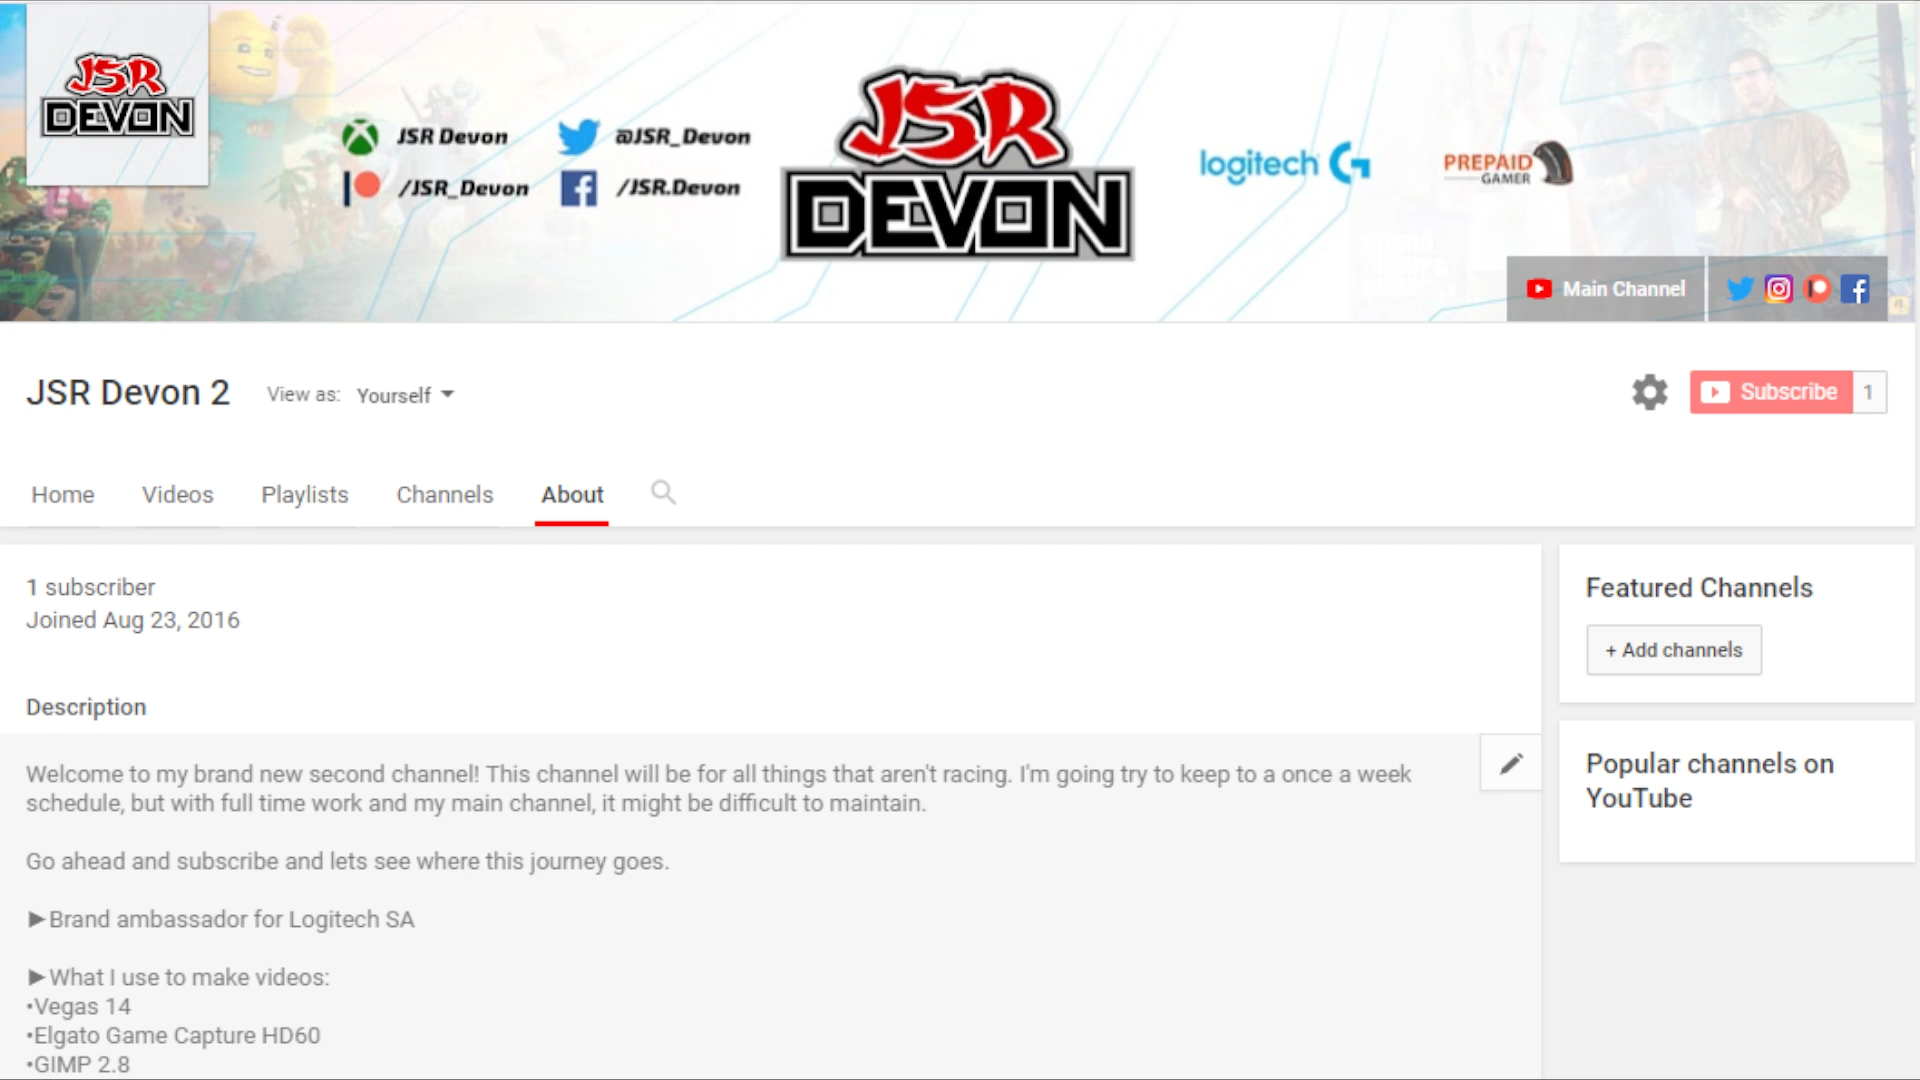 JSR
DEVON
JSR Devon
@JSR_Devon
/JSR_Devon
/JSR.Devon
JSR
DEVON
logitech G
PREPAID
GAMER
Main Channel
JSR Devon 2
View as: Yourself
Subscribe 1
Home Videos Playlists Channels About
1 subscriber
Joined Aug 23, 2016
Description
Welcome to my brand new second channel! This channel will be for all things that aren't racing. I'm going try to keep to a once a week
schedule, but with full time work and my main channel, it might be difficult to maintain.
Go ahead and subscribe and lets see where this journey goes.
►Brand ambassador for Logitech SA
►What I use to make videos:
•Vegas 14
•Elgato Game Capture HD60
•GIMP 2.8
Featured Channels
+ Add channels
Popular channels on
YouTube